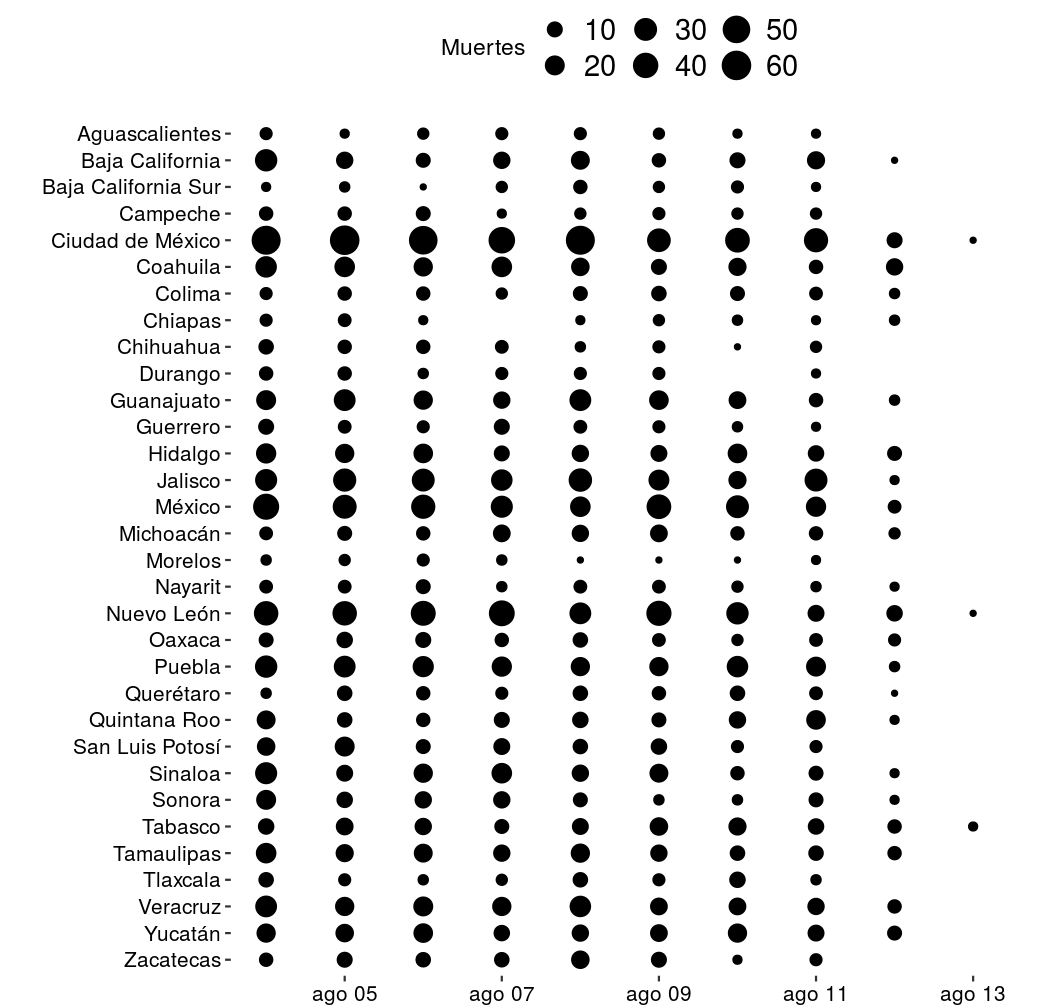 Muertes 10 30 50
20 40 60
Aguascalientes
Baja California
Baja California Sur
Campeche
Ciudad de México
Coahuila
Colima
Chiapas
Chihuahua
Durango
Guanajuato
Guerrero
Hidalgo
Jalisco
México
Michoacán
Morelos
Nayarit
Nuevo León
Oaxaca
Puebla
Querétaro
Quintana Roo
San Luis Potosí
Sinaloa
Sonora
Tabasco
Tamaulipas
Tlaxcala
Veracruz
Yucatán
Zacatecas
ago 05 ago 07 ago 09 ago 11 ago 13